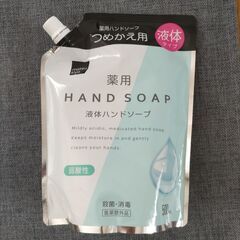 薬用ハンドソープ
つめかえ用
液体
タイプ
薬用
HAND SOAP
液体ハンドソープ
Mildly acidic, medicated hand soap
keeps moisture in and gently
cleans your hands.
弱酸性
殺菌・消毒
医薬部外品
500